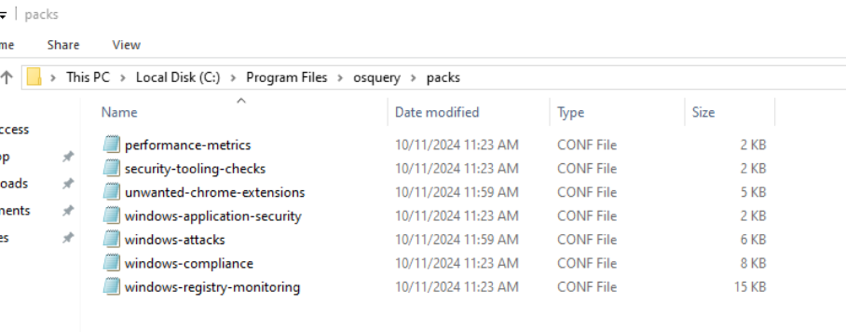 packs
Share View
This PC > Local Disk (C:) > Program Files > osquery > packs
Name Date modified Type Size
performance-metrics 10/11/2024 11:23 AM CONF File 2 KB
security-tooling-checks 10/11/2024 11:23 AM CONF File 2 KB
unwanted-chrome-extensions 10/11/2024 11:59 AM CONF File 5 KB
windows-application-security 10/11/2024 11:23 AM CONF File 2 KB
windows-attacks 10/11/2024 11:59 AM CONF File 6 KB
windows-compliance 10/11/2024 11:23 AM CONF File 8 KB
windows-registry-monitoring 10/11/2024 11:23 AM CONF File 15 KB